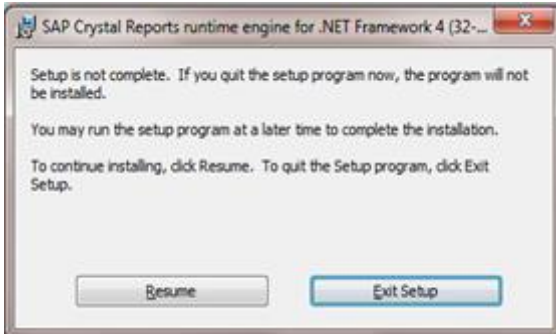 SAP Crystal Reports runtime engine for .NET Framework 4 (32-...
Setup is not complete. If you quit the setup program now, the program will not
be installed.
You may run the setup program at a later time to complete the installation.
To continue installing, click Resume. To quit the Setup program, click Exit
Setup.
Resume Exit Setup